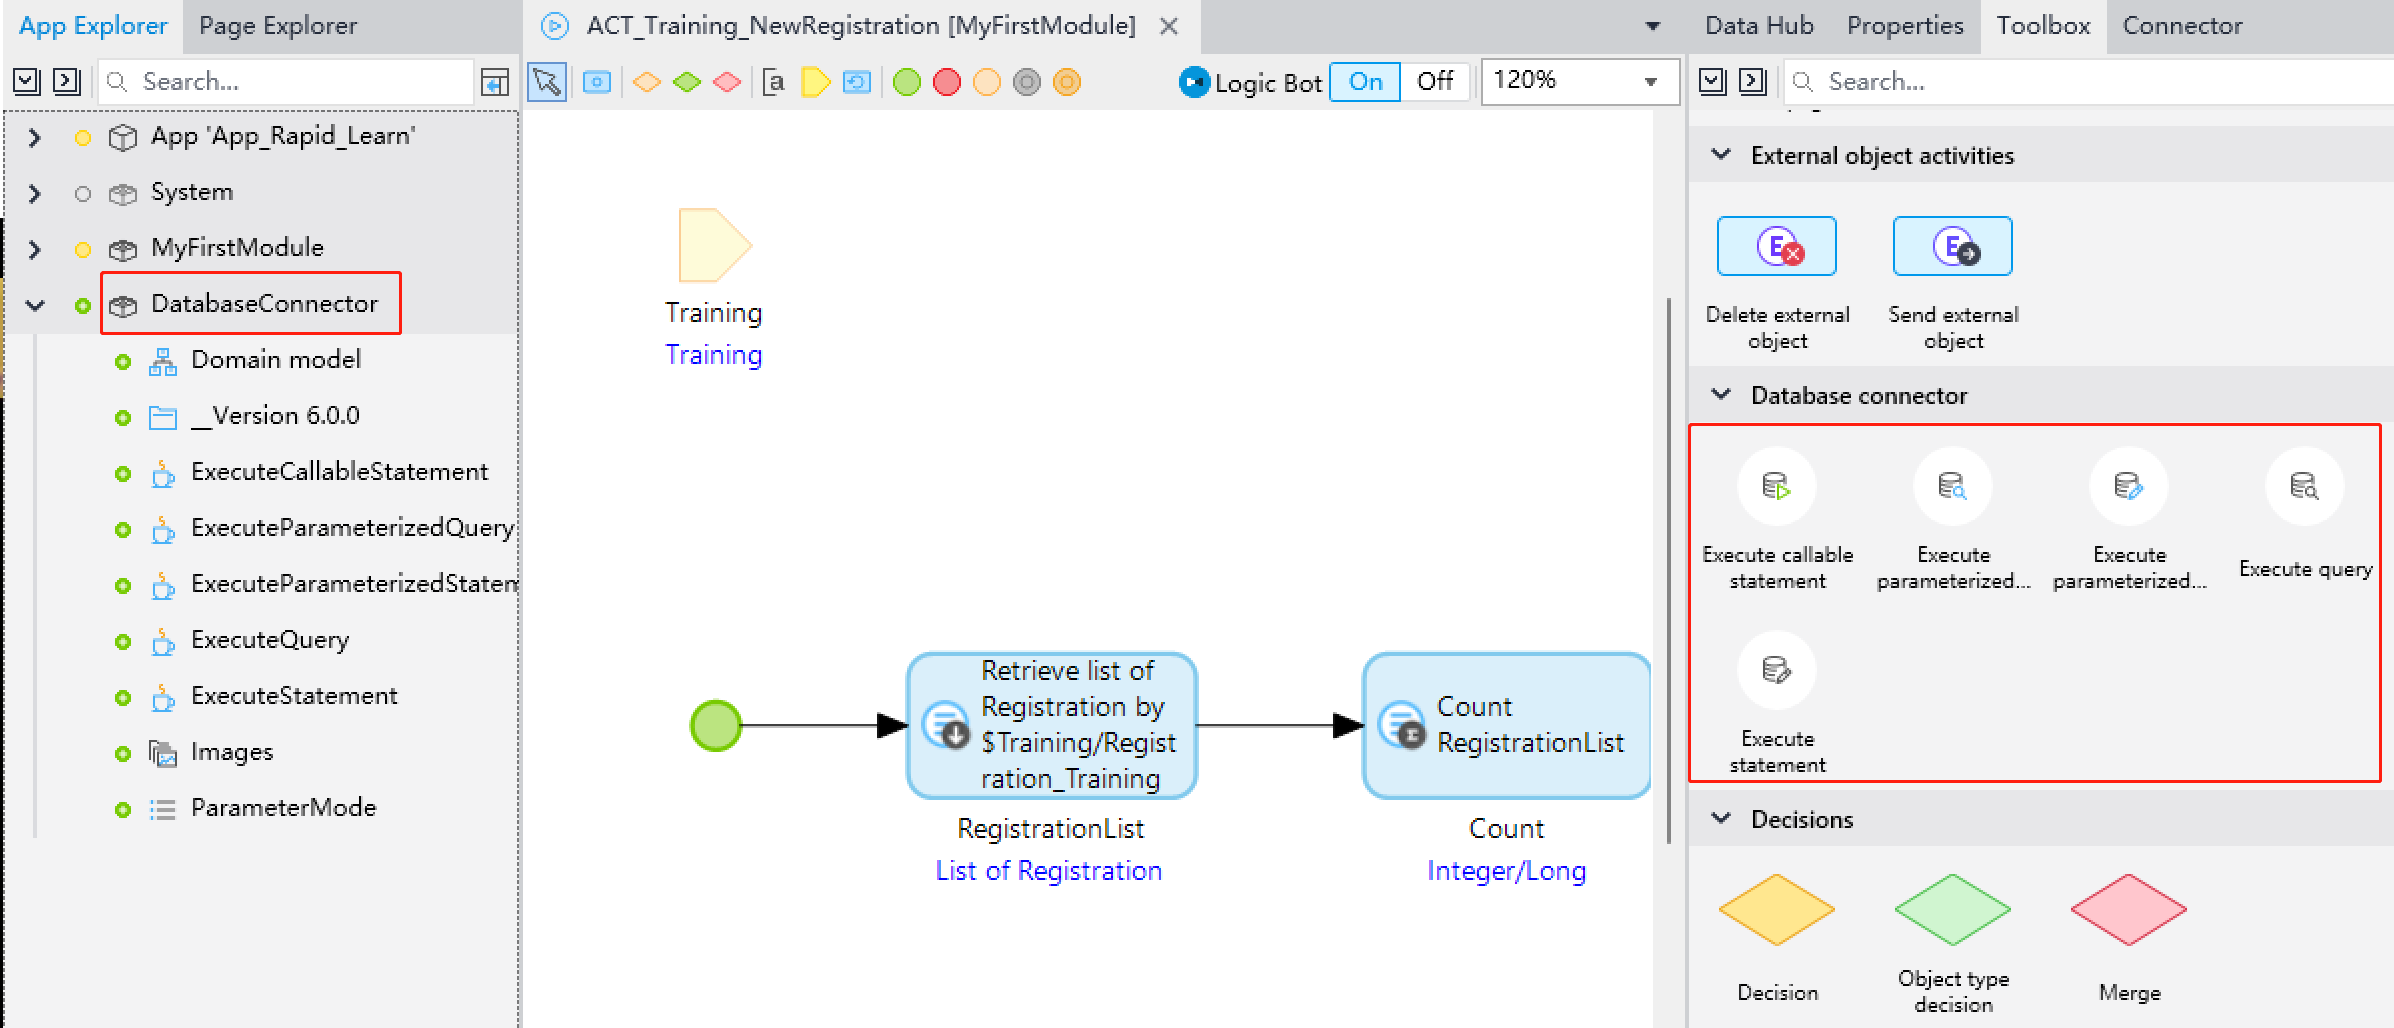 App Explorer
Page Explorer
ACT_Training_NewRegistration [MyFirstModule]
Data Hub
Properties
Toolbox
Connector
Search...
Logic Bot
On
Off
120%
Search...
App 'App_Rapid_Learn'
System
MyFirstModule
DatabaseConnector
Domain model
__Version 6.0.0
ExecuteCallableStatement
ExecuteParameterizedQuery
ExecuteParameterizedStatem
ExecuteQuery
ExecuteStatement
Images
ParameterMode
Training
Training
Retrieve list of
Registration by
$Training/Regist
ration_Training
RegistrationList
List of Registration
Count
RegistrationList
Count
Integer/Long
External object activities
Delete external
object
Send external
object
Database connector
Execute callable
statement
Execute
parameterized...
Execute
parameterized...
Execute query
Execute
statement
Decisions
Decision
Object type
decision
Merge